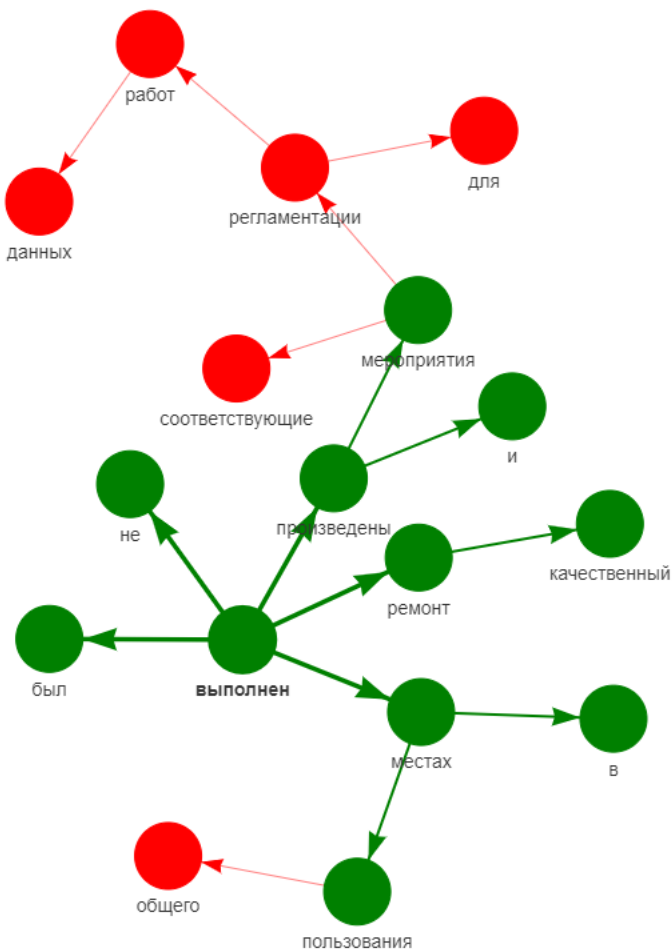 работ
для
регламентации
данных
мероприятия
соответствующие
и
произведены
не
качественный
ремонт
был
выполнен
местах
в
общего
пользования